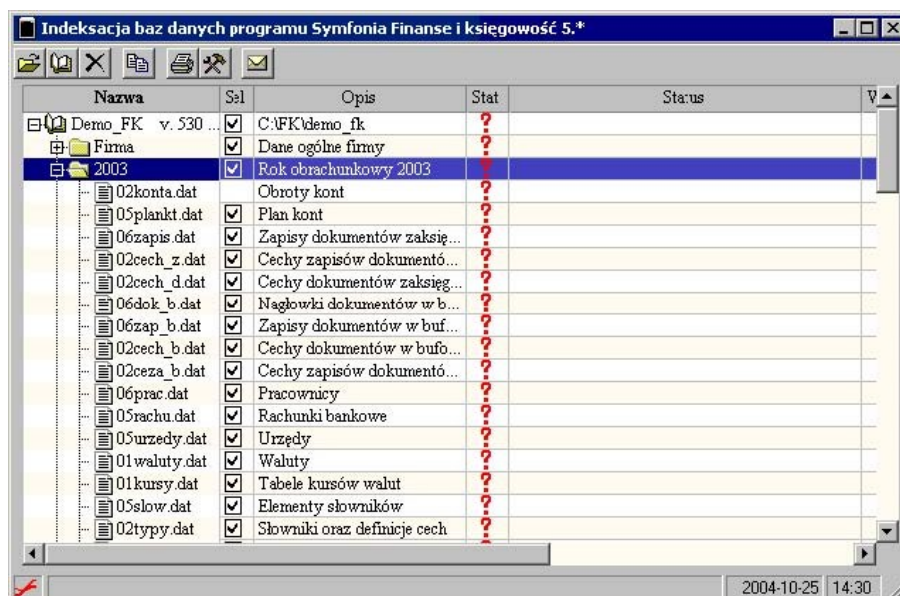 Indeksacja baz danych programu Symfonia Finanse i księgowość 5.*
Nazwa Sel Opis Stat Status
Demo_FK v. 530 ... C:\FK\demo_fk ?
Firma Dane ogólne firmy ?
2003 Rok obrachunkowy 2003 ?
02konta.dat Obroty kont ?
05plankt.dat Plan kont ?
06zapis.dat Zapisy dokumentów zaksię... ?
02cech_z.dat Cechy zapisów dokumentó... ?
02cech_d.dat Cechy dokumentów zaksięg... ?
06dok_b.dat Nagłowki dokumentów w b... ?
06zap_b.dat Zapisy dokumentów w buf... ?
02cech_b.dat Cechy dokumentów w bufo... ?
02ceza_b.dat Cechy zapisów dokumentó... ?
06prac.dat Pracownicy ?
05rachu.dat Rachunki bankowe ?
05urzedy.dat Urzędy ?
01waluty.dat Waluty ?
01kursy.dat Tabele kursów walut ?
05slow.dat Elementy słowników ?
02typy.dat Słowniki oraz definicje cech ?
2004-10-25 14:30